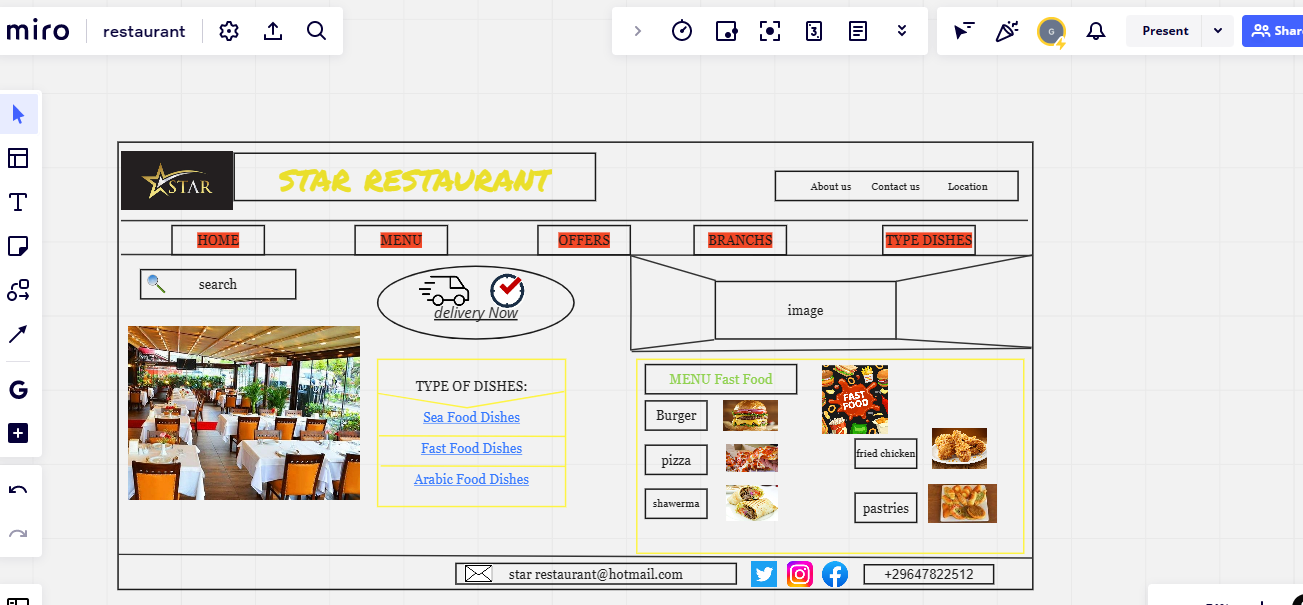 miro
restaurant
3
G
Present
Shar
STAR
STAR RESTAURANT
About us Contact us Location
HOME MENU OFFERS BRANCHS TYPE DISHES
search
delivery Now
image
TYPE OF DISHES:
Sea Food Dishes
Fast Food Dishes
Arabic Food Dishes
MENU Fast Food
FAST FOOD
Burger
pizza
fried chicken
shawerma
pastries
star restaurant@hotmail.com
+29647822512